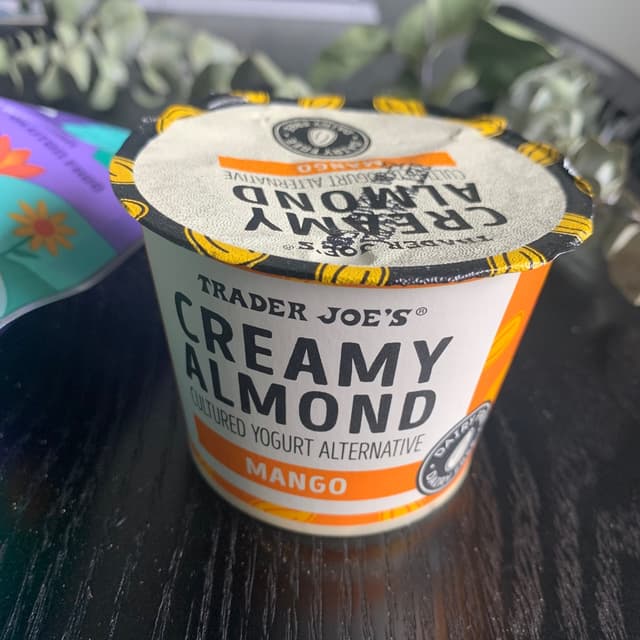 MANGO
CULTURED YOGURT ALTERNATIVE
CREAMY
ALMOND
TRADER JOE'S
TRADER JOE'S®
CREAMY
ALMOND
CULTURED YOGURT ALTERNATIVE
MANGO